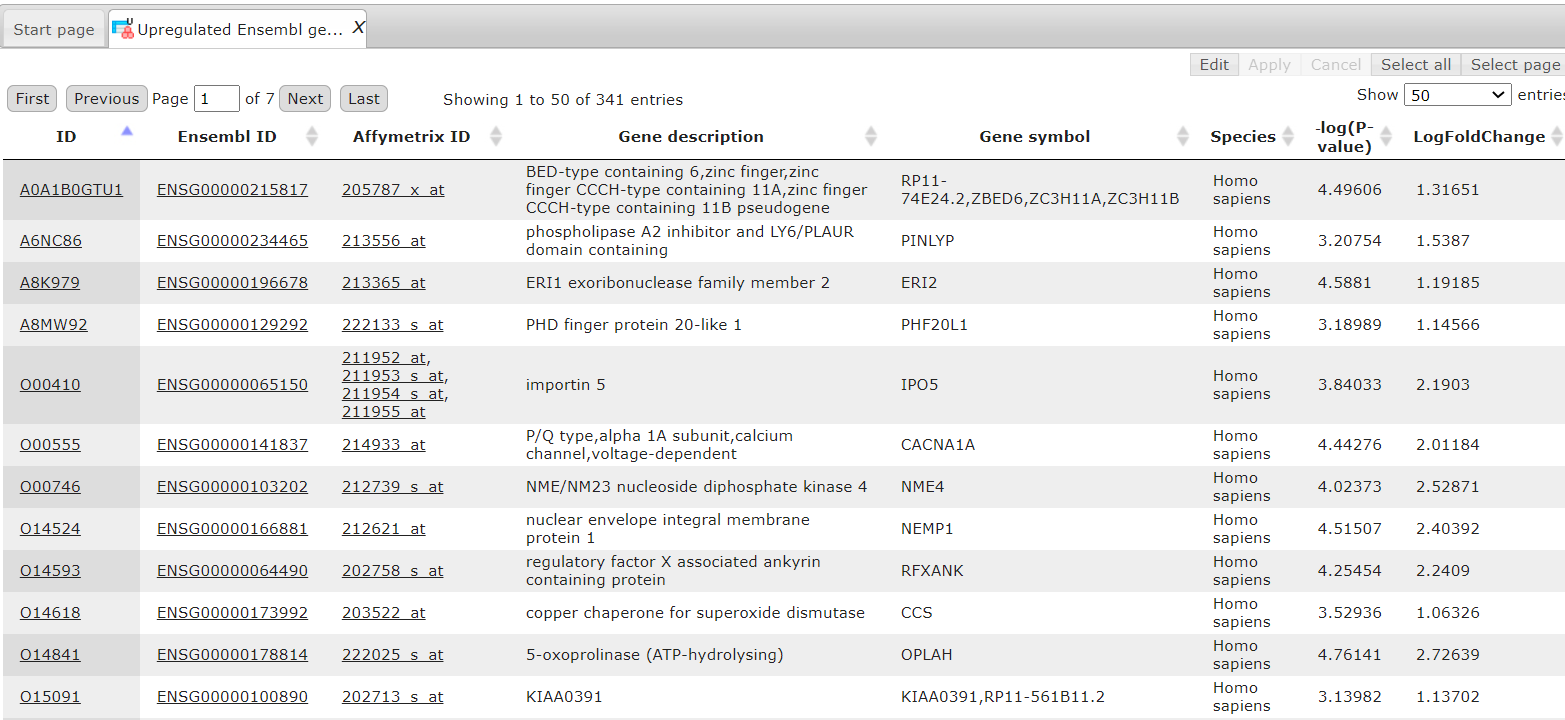 Start page
Upregulated Ensembl ge... X
Edit Apply Cancel Select all Select page
First Previous Page 1 of 7 Next Last Showing 1 to 50 of 341 entries Show 50 entries
ID Ensembl ID Affymetrix ID Gene description Gene symbol Species -log(P-
value) LogFoldChange
A0A1B0GTU1 ENSG00000215817 205787_x_at BED-type containing 6,zinc finger,zinc
finger CCCH-type containing 11A,zinc finger
CCCH-type containing 11B pseudogene
RP11-
74E24.2,ZBED6,ZC3H11A,ZC3H11B
Homo
sapiens
4.49606 1.31651
A6NC86 ENSG00000234465 213556_at phospholipase A2 inhibitor and LY6/PLAUR
domain containing
PINLYP
Homo
sapiens
3.20754 1.5387
A8K979 ENSG00000196678 213365_at ERI1 exoribonuclease family member 2 ERI2
Homo
sapiens
4.5881 1.19185
A8MW92 ENSG00000129292 222133_s_at PHD finger protein 20-like 1 PHF20L1
Homo
sapiens
3.18989 1.14566
O00410 ENSG00000065150
211952_at,
211953_s_at,
211954_s_at,
211955_at
importin 5 IPO5
Homo
sapiens
3.84033 2.1903
O00555 ENSG00000141837 214933_at P/Q type,alpha 1A subunit,calcium
channel,voltage-dependent
CACNA1A
Homo
sapiens
4.44276 2.01184
O00746 ENSG00000103202 212739_s_at NME/NM23 nucleoside diphosphate kinase 4 NME4
Homo
sapiens
4.02373 2.52871
O14524 ENSG00000166881 212621_at nuclear envelope integral membrane
protein 1
NEMP1
Homo
sapiens
4.51507 2.40392
O14593 ENSG00000064490 202758_s_at regulatory factor X associated ankyrin
containing protein
RFXANK
Homo
sapiens
4.25454 2.2409
O14618 ENSG00000173992 203522_at copper chaperone for superoxide dismutase CCS
Homo
sapiens
3.52936 1.06326
O14841 ENSG00000178814 222025_s_at 5-oxoprolinase (ATP-hydrolysing) OPLAH
Homo
sapiens
4.76141 2.72639
O15091 ENSG00000100890 202713_s_at KIAA0391 KIAA0391,RP11-561B11.2
Homo
sapiens
3.13982 1.13702